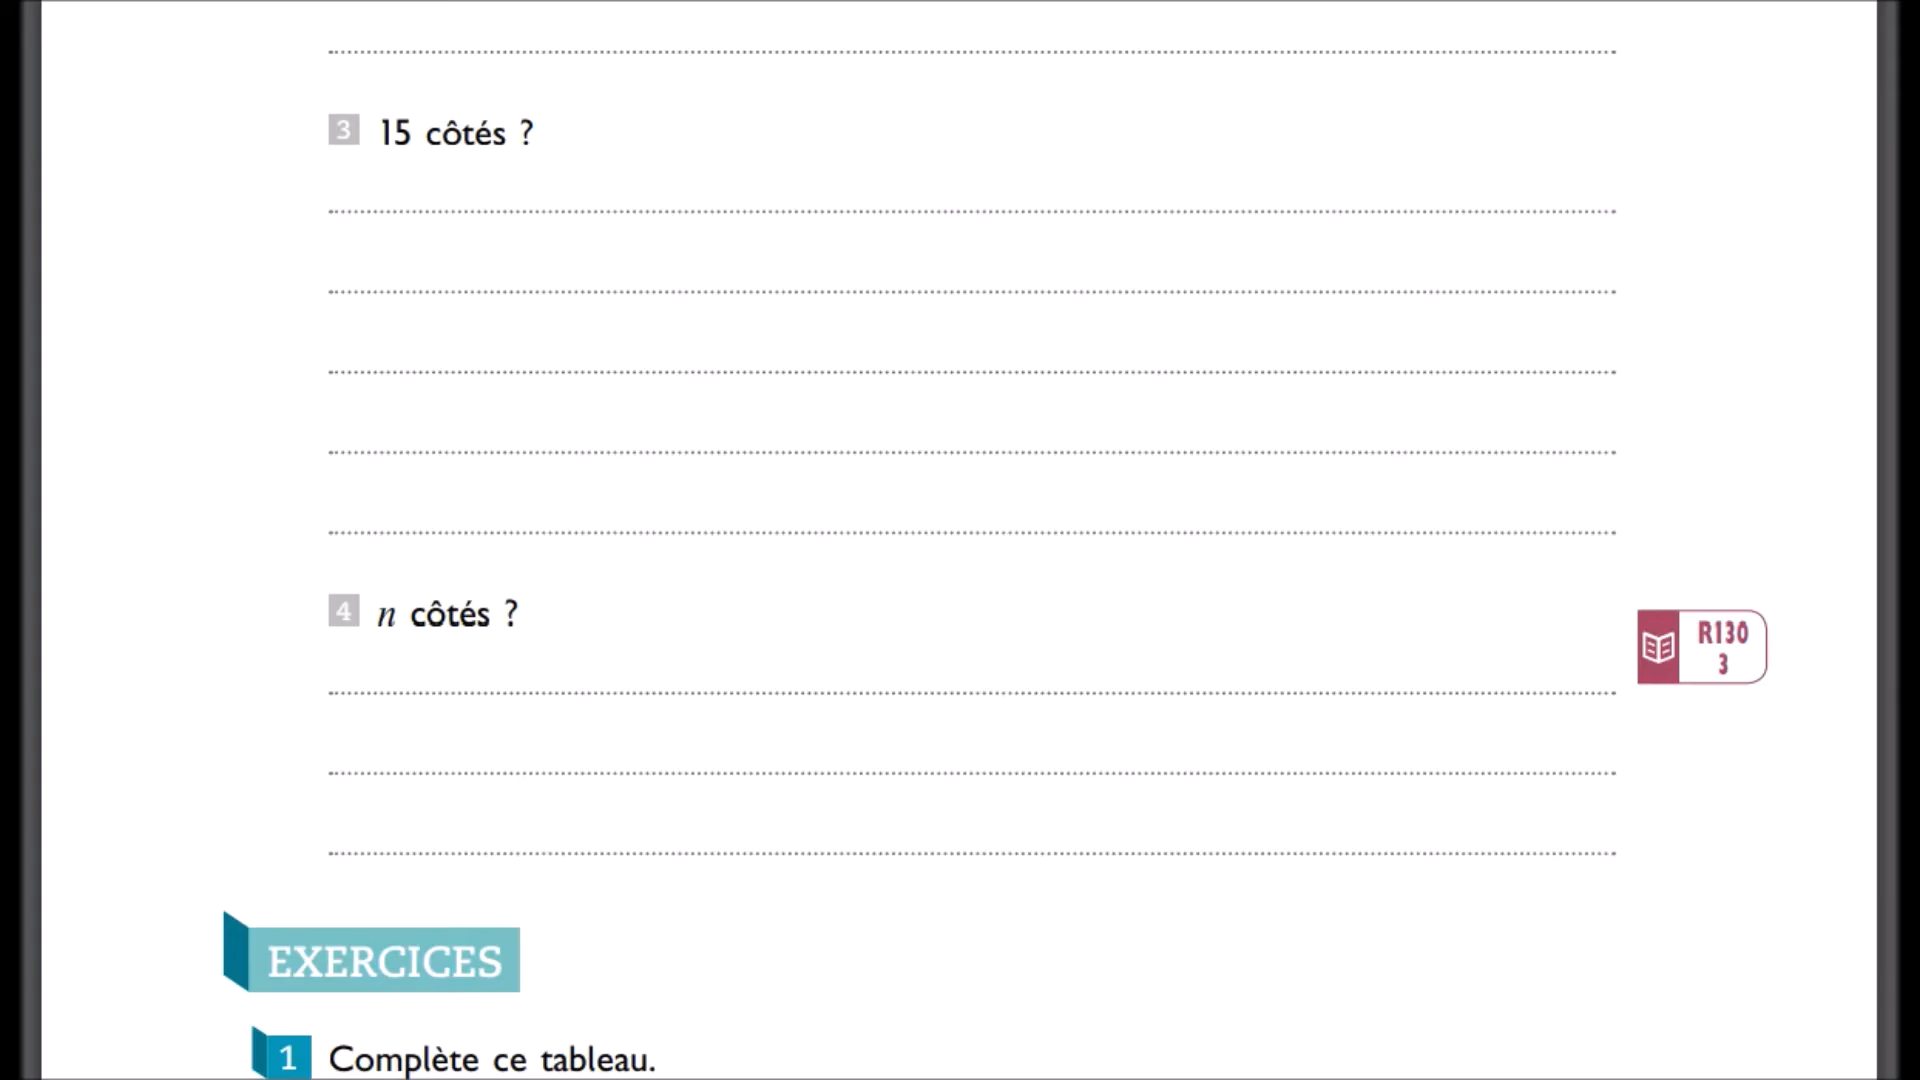 3 15 côtés ?
4 n côtés ?
R130
3
EXERCICES
1 Complète ce tableau.